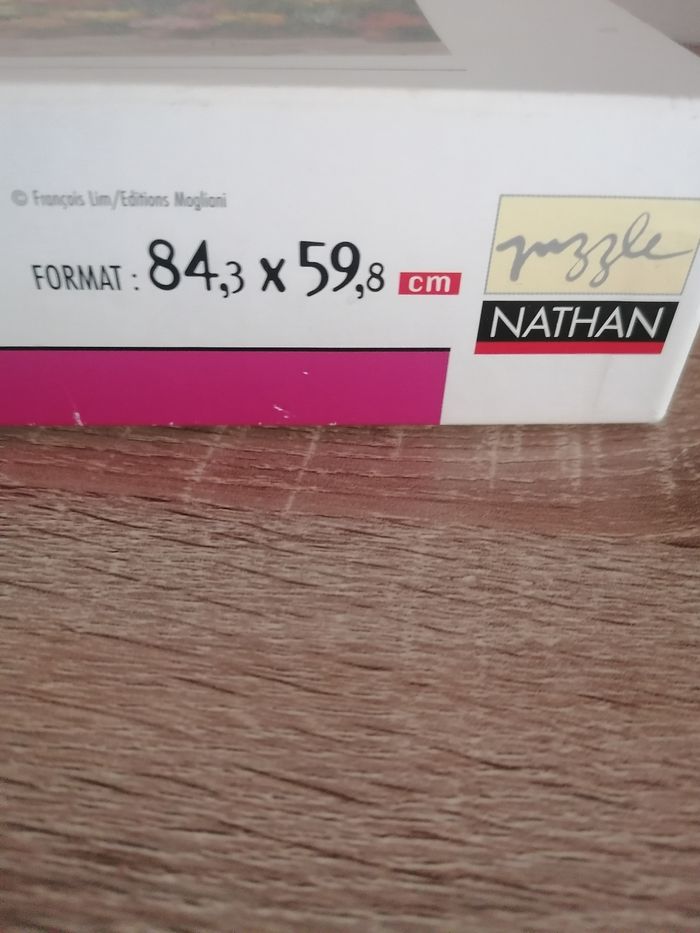 © François Lim/Editions Mogliani
FORMAT : 84,3 x 59,8 cm
puzzle
NATHAN